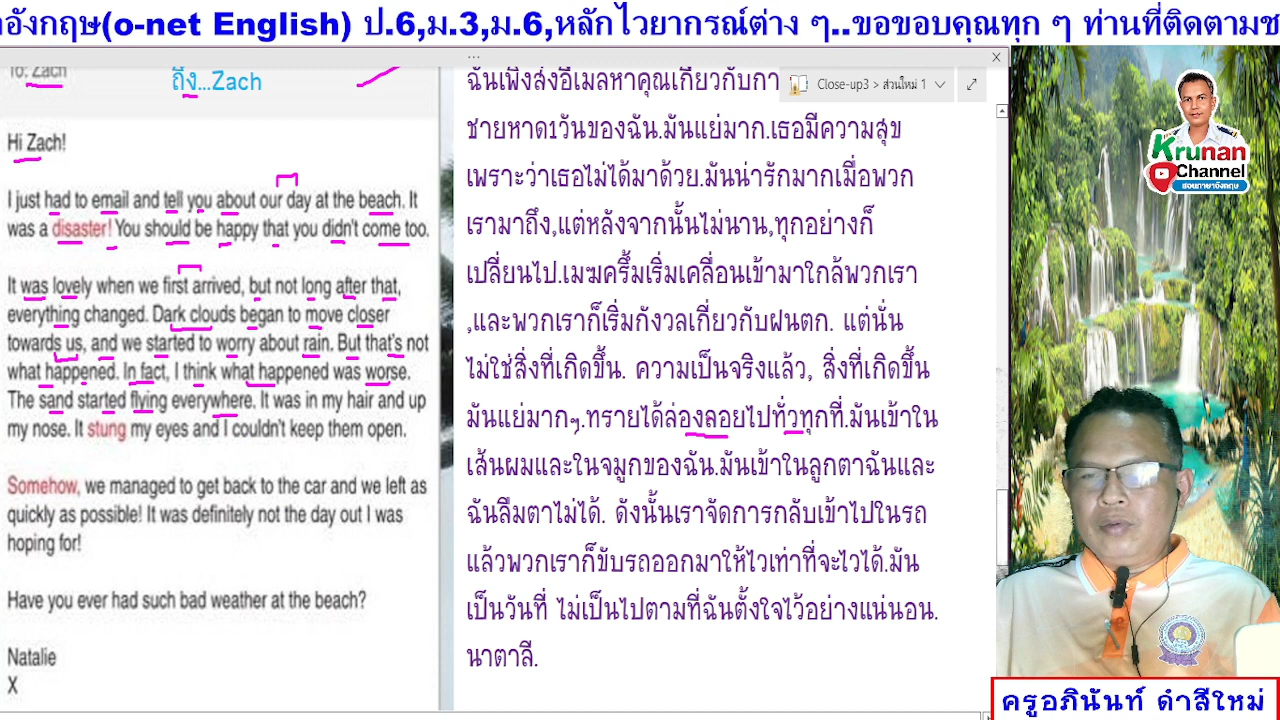 าอังกฤษ(o-net English) ป.6,ม.3,ม.6,หลักไวยากรณ์ต่าง ๆ..ขอขอบคุณทุก ๆ ท่านที่ติดตามช
To: Zach
ถึง...Zach
Hi Zach!
I just had to email and tell you about our day at the beach. It
was a disaster! You should be happy that you didn't come too.
It was lovely when we first arrived, but not long after that,
everything changed. Dark clouds began to move closer
towards us, and we started to worry about rain. But that's not
what happened. In fact, I think what happened was worse.
The sand started flying everywhere. It was in my hair and up
my nose. It stung my eyes and I couldn't keep them open.
Somehow, we managed to get back to the car and we left as
quickly as possible! It was definitely not the day out I was
hoping for!
Have you ever had such bad weather at the beach?
Natalie
X
ฉันเพิ่งส่งอีเมลหาคุณเกี่ยวกับกา
Close-up3 > ส่วนใหม่ 1
ชายหาด1วันของฉัน.มันแย่มาก.เธอมีความสุข
เพราะว่าเธอไม่ได้มาด้วย.มันน่ารักมากเมื่อพวก
เรามาถึง,แต่หลังจากนั้นไม่นาน,ทุกอย่างก็
เปลี่ยนไป.เมฆครึ้มเริ่มเคลื่อนเข้ามาใกล้พวกเรา
,และพวกเราก็เริ่มกังวลเกี่ยวกับฝนตก. แต่นั่น
ไม่ใช่สิ่งที่เกิดขึ้น. ความเป็นจริงแล้ว, สิ่งที่เกิดขึ้น
มันแย่มากๆ.ทรายได้ล่องลอยไปทั่วทุกที่.มันเข้าใน
เส้นผมและในจมูกของฉัน.มันเข้าในลูกตาฉันและ
ฉันลืมตาไม่ได้. ดังนั้นเราจัดการกลับเข้าไปในรถ
แล้วพวกเราก็ขับรถออกมาให้ไวเท่าที่จะไวได้.มัน
เป็นวันที่ ไม่เป็นไปตามที่ฉันตั้งใจไว้อย่างแน่นอน.
นาตาลี.
Krunan
Channel
สอนภาษาอังกฤษ
ครูอภินันท์ ดำสีใหม่